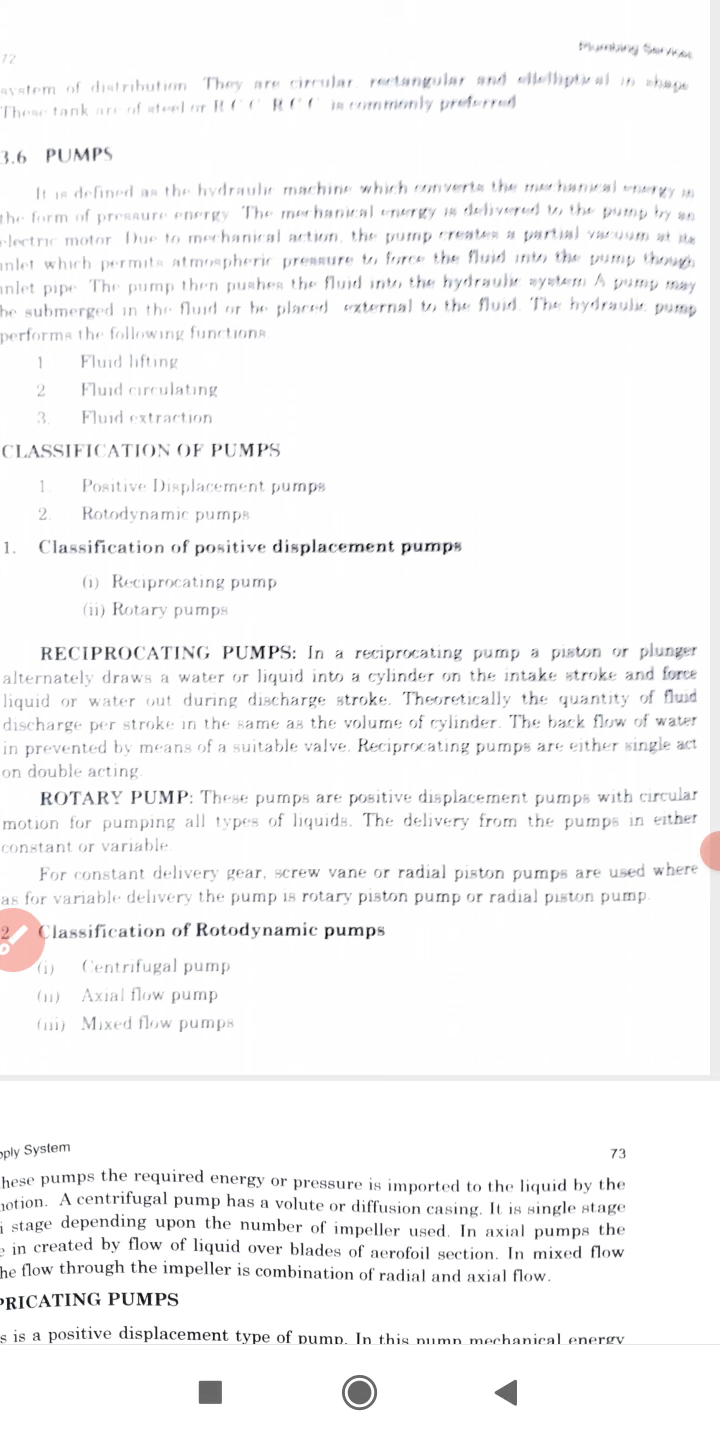 72
Plumbing Services
system of distribution. They are circular, rectangular and ellelliptical in shape
These tank are of steel or R C C R C C is commonly preferred
3.6 PUMPS
It is defined as the hydraulic machine which converts the mechanical energy in
the form of pressure energy. The mechanical energy is delivered to the pump by an
electric motor. Due to mechanical action, the pump creates a partial vacuum at its
inlet which permits atmospheric pressure to force the fluid into the pump though
inlet pipe. The pump then pushes the fluid into the hydraulic system A pump may
be submerged in the fluid or be placed external to the fluid. The hydraulic pump
performs the following functions
1 Fluid lifting
2 Fluid circulating
3. Fluid extraction
CLASSIFICATION OF PUMPS
1. Positive Displacement pumps
2. Rotodynamic pumps
1. Classification of positive displacement pumps
(i) Reciprocating pump
(ii) Rotary pumps
RECIPROCATING PUMPS: In a reciprocating pump a piston or plunger
alternately draws a water or liquid into a cylinder on the intake stroke and force
liquid or water out during discharge stroke. Theoretically the quantity of fluid
discharge per stroke in the same as the volume of cylinder. The back flow of water
in prevented by means of a suitable valve. Reciprocating pumps are either single act
on double acting.
ROTARY PUMP: These pumps are positive displacement pumps with circular
motion for pumping all types of liquids. The delivery from the pumps in either
constant or variable.
For constant delivery gear, screw vane or radial piston pumps are used where
as for variable delivery the pump is rotary piston pump or radial piston pump.
2 Classification of Rotodynamic pumps
(i) Centrifugal pump
(ii) Axial flow pump
(iii) Mixed flow pumps
pply System
73
hese pumps the required energy or pressure is imported to the liquid by the
notion. A centrifugal pump has a volute or diffusion casing. It is single stage
i stage depending upon the number of impeller used. In axial pumps the
e in created by flow of liquid over blades of aerofoil section. In mixed flow
he flow through the impeller is combination of radial and axial flow.
PRICATING PUMPS
s is a positive displacement type of pump. In this pump mechanical energy